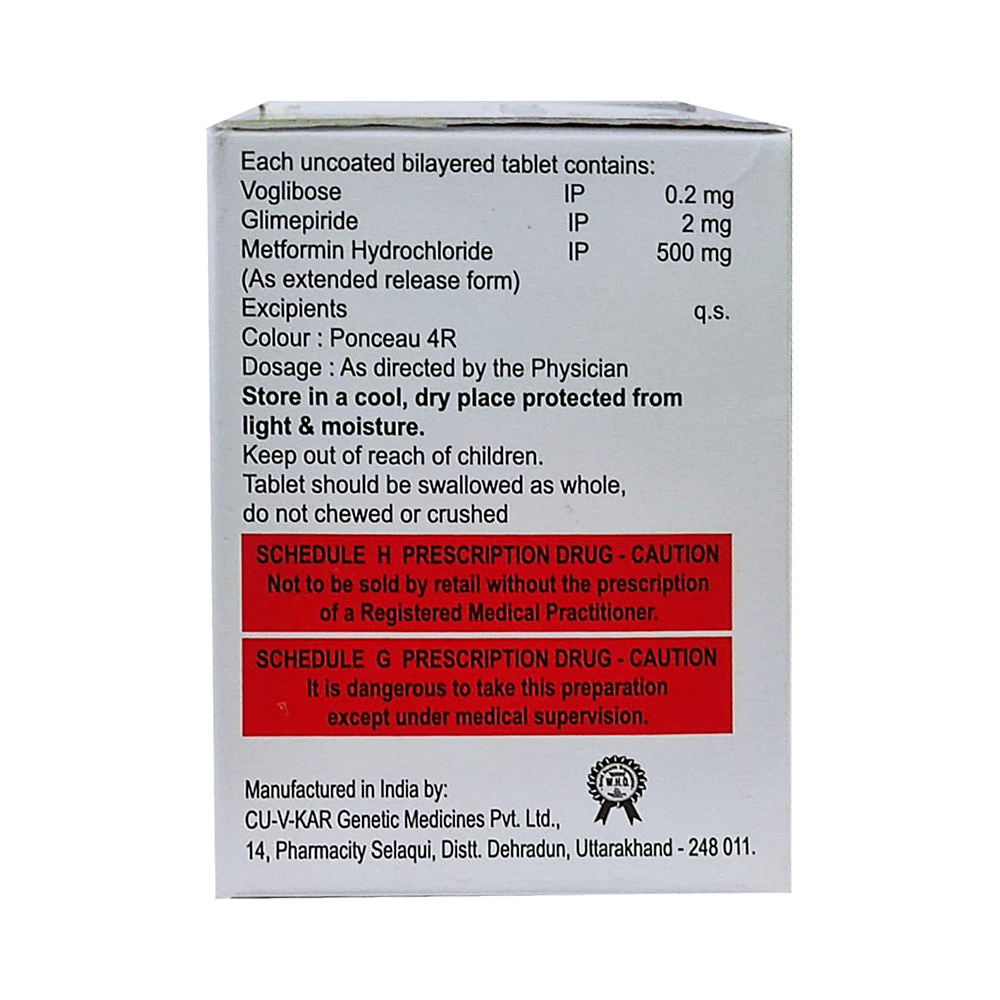 Each uncoated bilayered tablet contains:
Voglibose IP 0.2 mg
Glimepiride IP 2 mg
Metformin Hydrochloride IP 500 mg
(As extended release form)
Excipients q.s.
Colour : Ponceau 4R
Dosage : As directed by the Physician
Store in a cool, dry place protected from
light & moisture.
Keep out of reach of children.
Tablet should be swallowed as whole,
do not chewed or crushed
SCHEDULE H PRESCRIPTION DRUG - CAUTION
Not to be sold by retail without the prescription
of a Registered Medical Practitioner.
SCHEDULE G PRESCRIPTION DRUG - CAUTION
It is dangerous to take this preparation
except under medical supervision.
W.H.O.
Manufactured in India by:
CU-V-KAR Genetic Medicines Pvt. Ltd.,
14, Pharmacity Selaqui, Distt. Dehradun, Uttarakhand - 248 011.